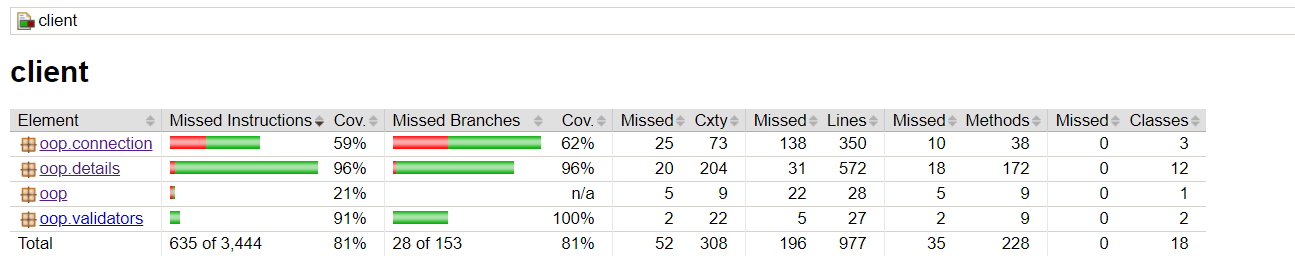 client
client
Element Missed Instructions Cov. Missed Branches Cov. Missed Cxty Missed Lines Missed Methods Missed Classes
oop.connection 59% 62% 25 73 138 350 10 38 0 3
oop.details 96% 96% 20 204 31 572 18 172 0 12
oop 21% n/a 5 9 22 28 5 9 0 1
oop.validators 91% 100% 2 22 5 27 2 9 0 2
Total 635 of 3,444 81% 28 of 153 81% 52 308 196 977 35 228 0 18